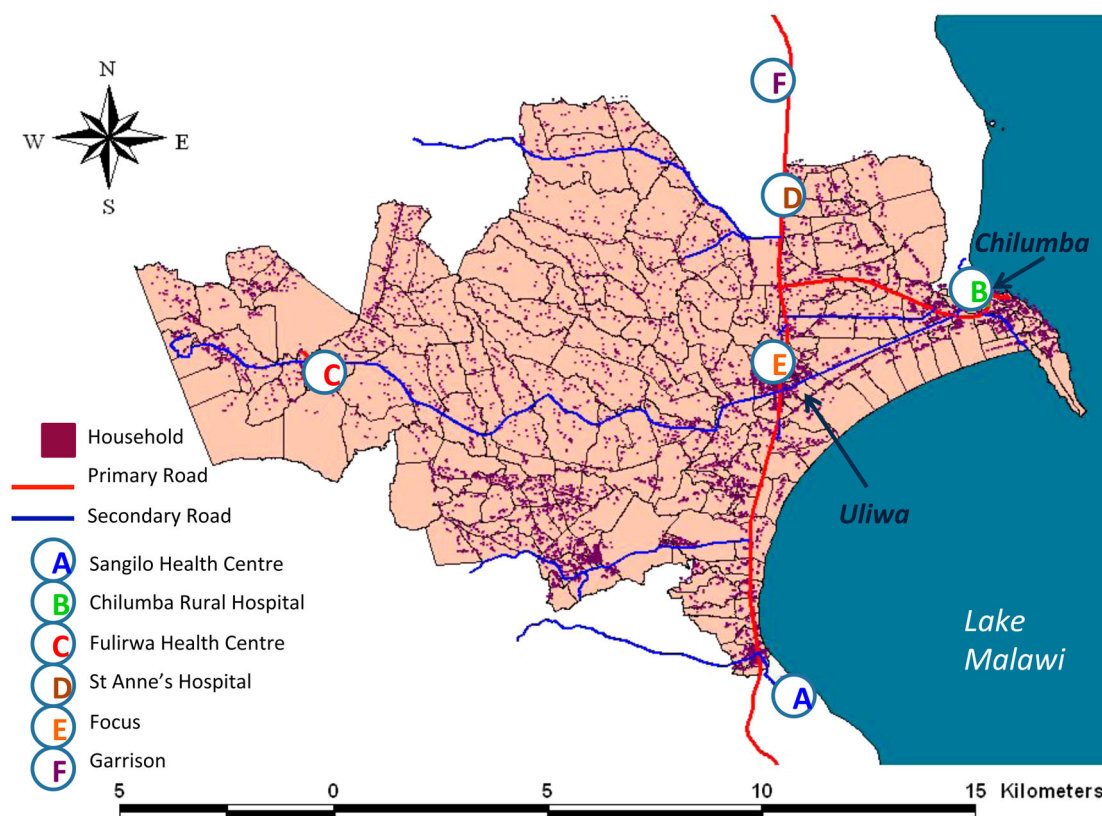 N
W E
S
F
D
Chilumba
B
E
C
Uliwa
A
Lake
Malawi
Household
Primary Road
Secondary Road
A Sangilo Health Centre
B Chilumba Rural Hospital
C Fulirwa Health Centre
D St Anne's Hospital
E Focus
F Garrison
5 0 5 10 15 Kilometers